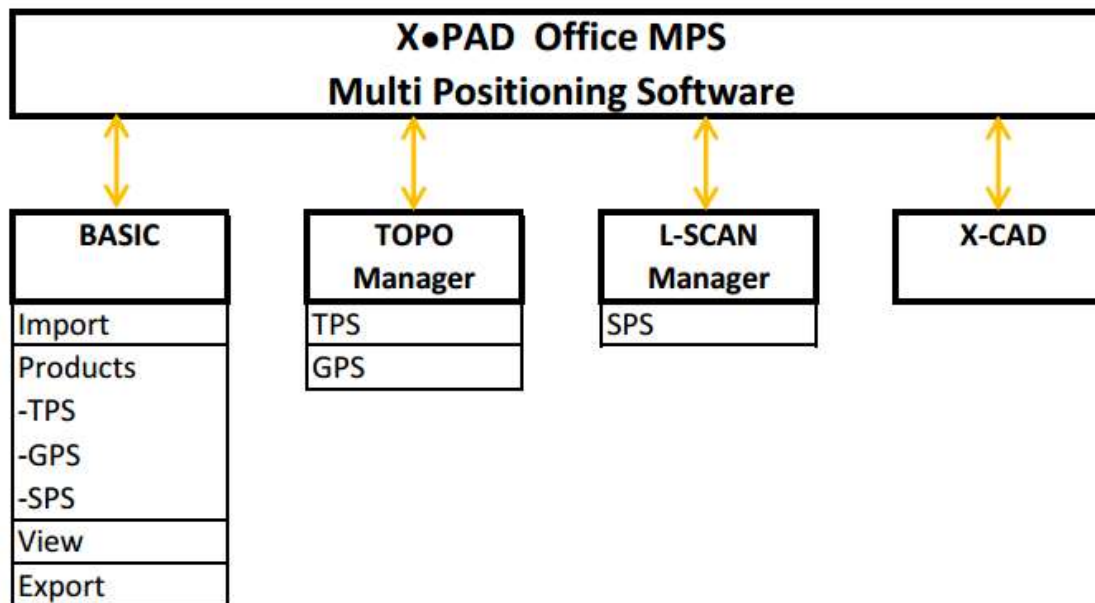 X●PAD Office MPS
Multi Positioning Software
BASIC
Import
Products
-TPS
-GPS
-SPS
View
Export
TOPO
Manager
TPS
GPS
L-SCAN
Manager
SPS
X-CAD